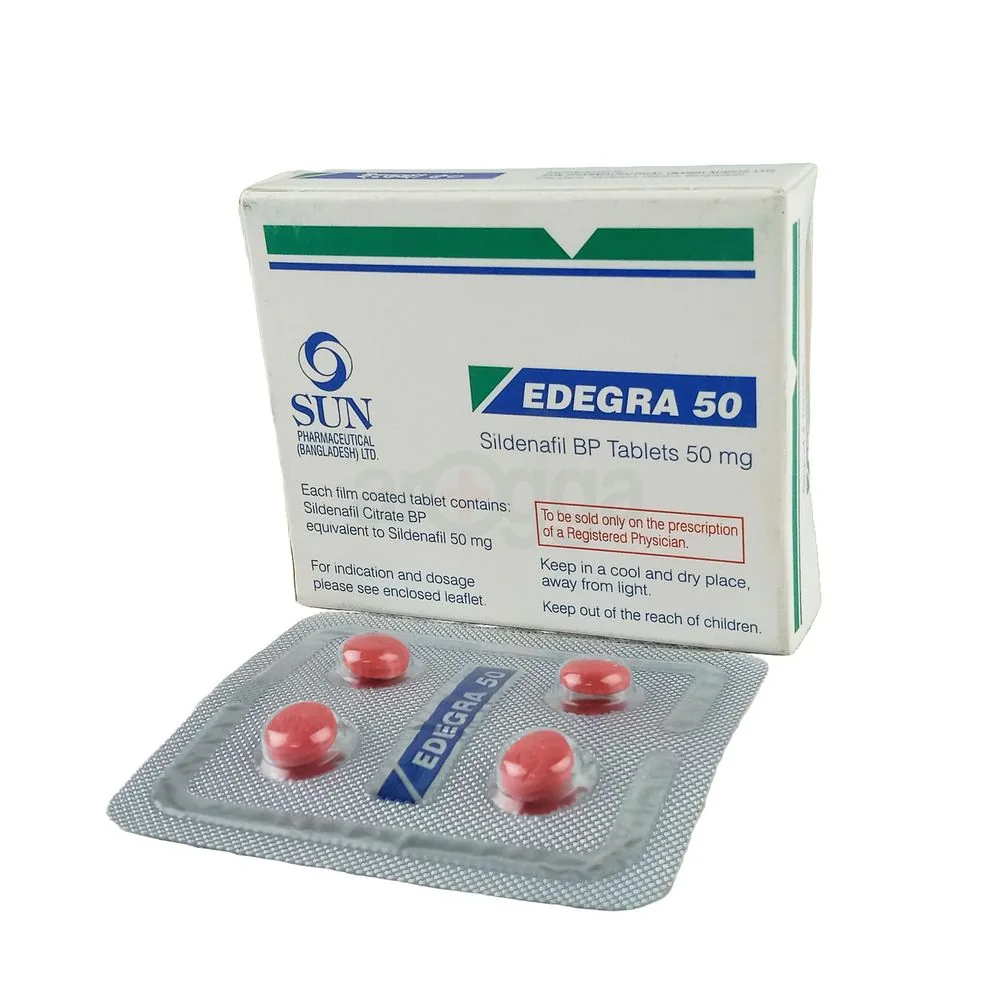 SUN
PHARMACEUTICAL
(BANGLADESH) LTD.
EDEGRA 50
Sildenafil BP Tablets 50 mg
Each film coated tablet contains:
Sildenafil Citrate BP
equivalent to Sildenafil 50 mg
For indication and dosage
please see enclosed leaflet.
To be sold only on the prescription
of a Registered Physician.
Keep in a cool and dry place,
away from light.
Keep out of the reach of children.
arogga
EDEGRA 50